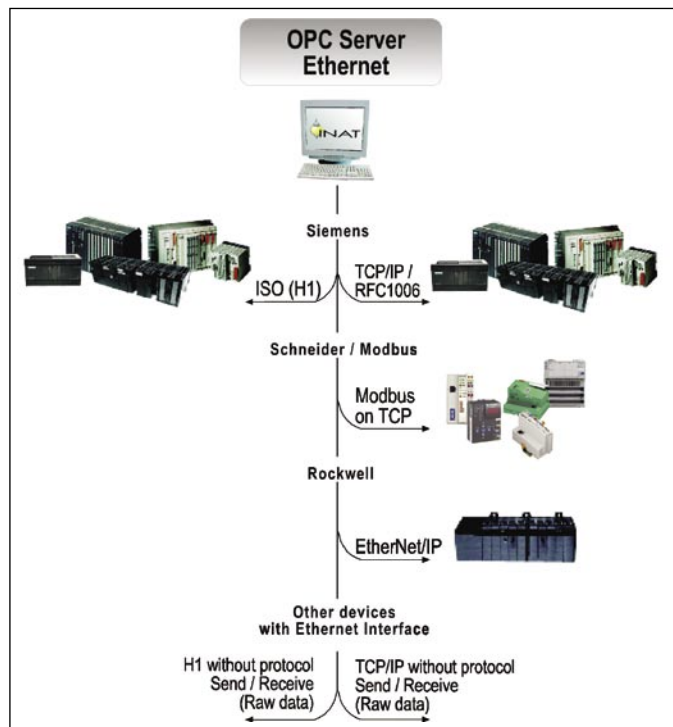 OPC Server
Ethernet
INAT
Siemens
ISO (H1)
TCP/IP /
RFC1006
Schneider / Modbus
Modbus
on TCP
Rockwell
EtherNet/IP
Other devices
with Ethernet Interface
H1 without protocol
Send / Receive
(Raw data)
TCP/IP without protocol
Send / Receive
(Raw data)